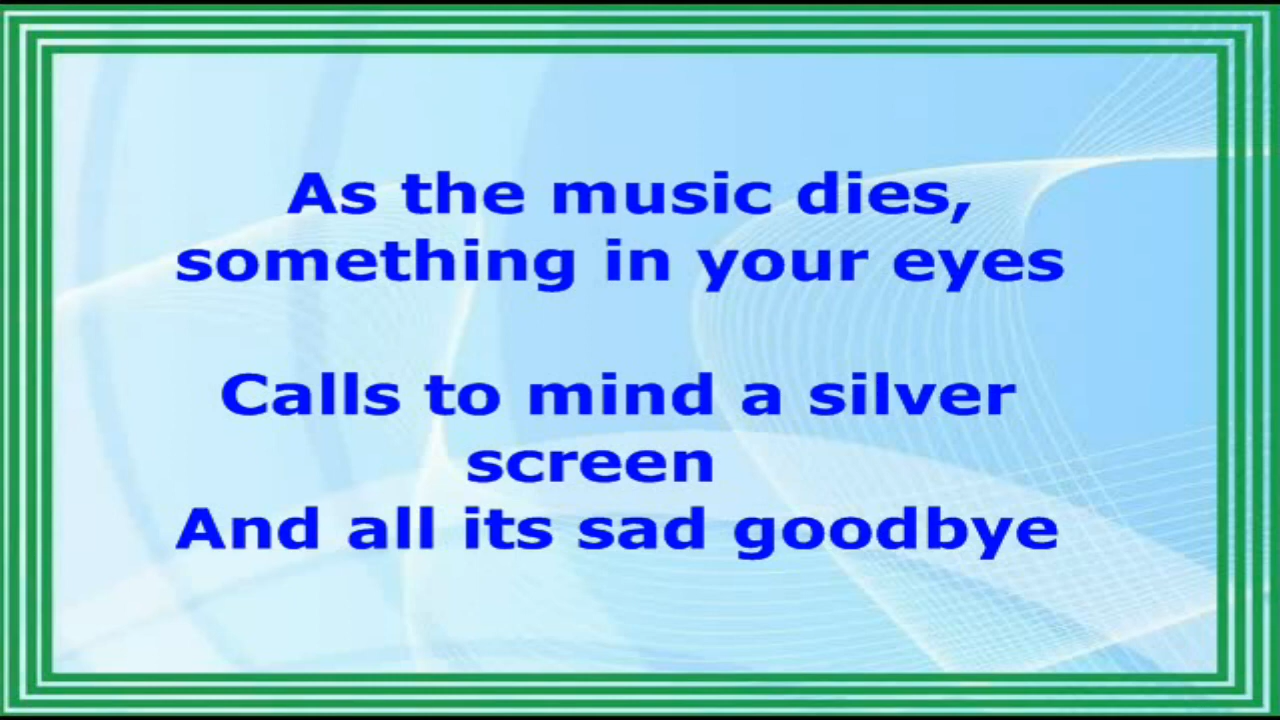 As the music dies,
something in your eyes
Calls to mind a silver
screen
And all its sad goodbye